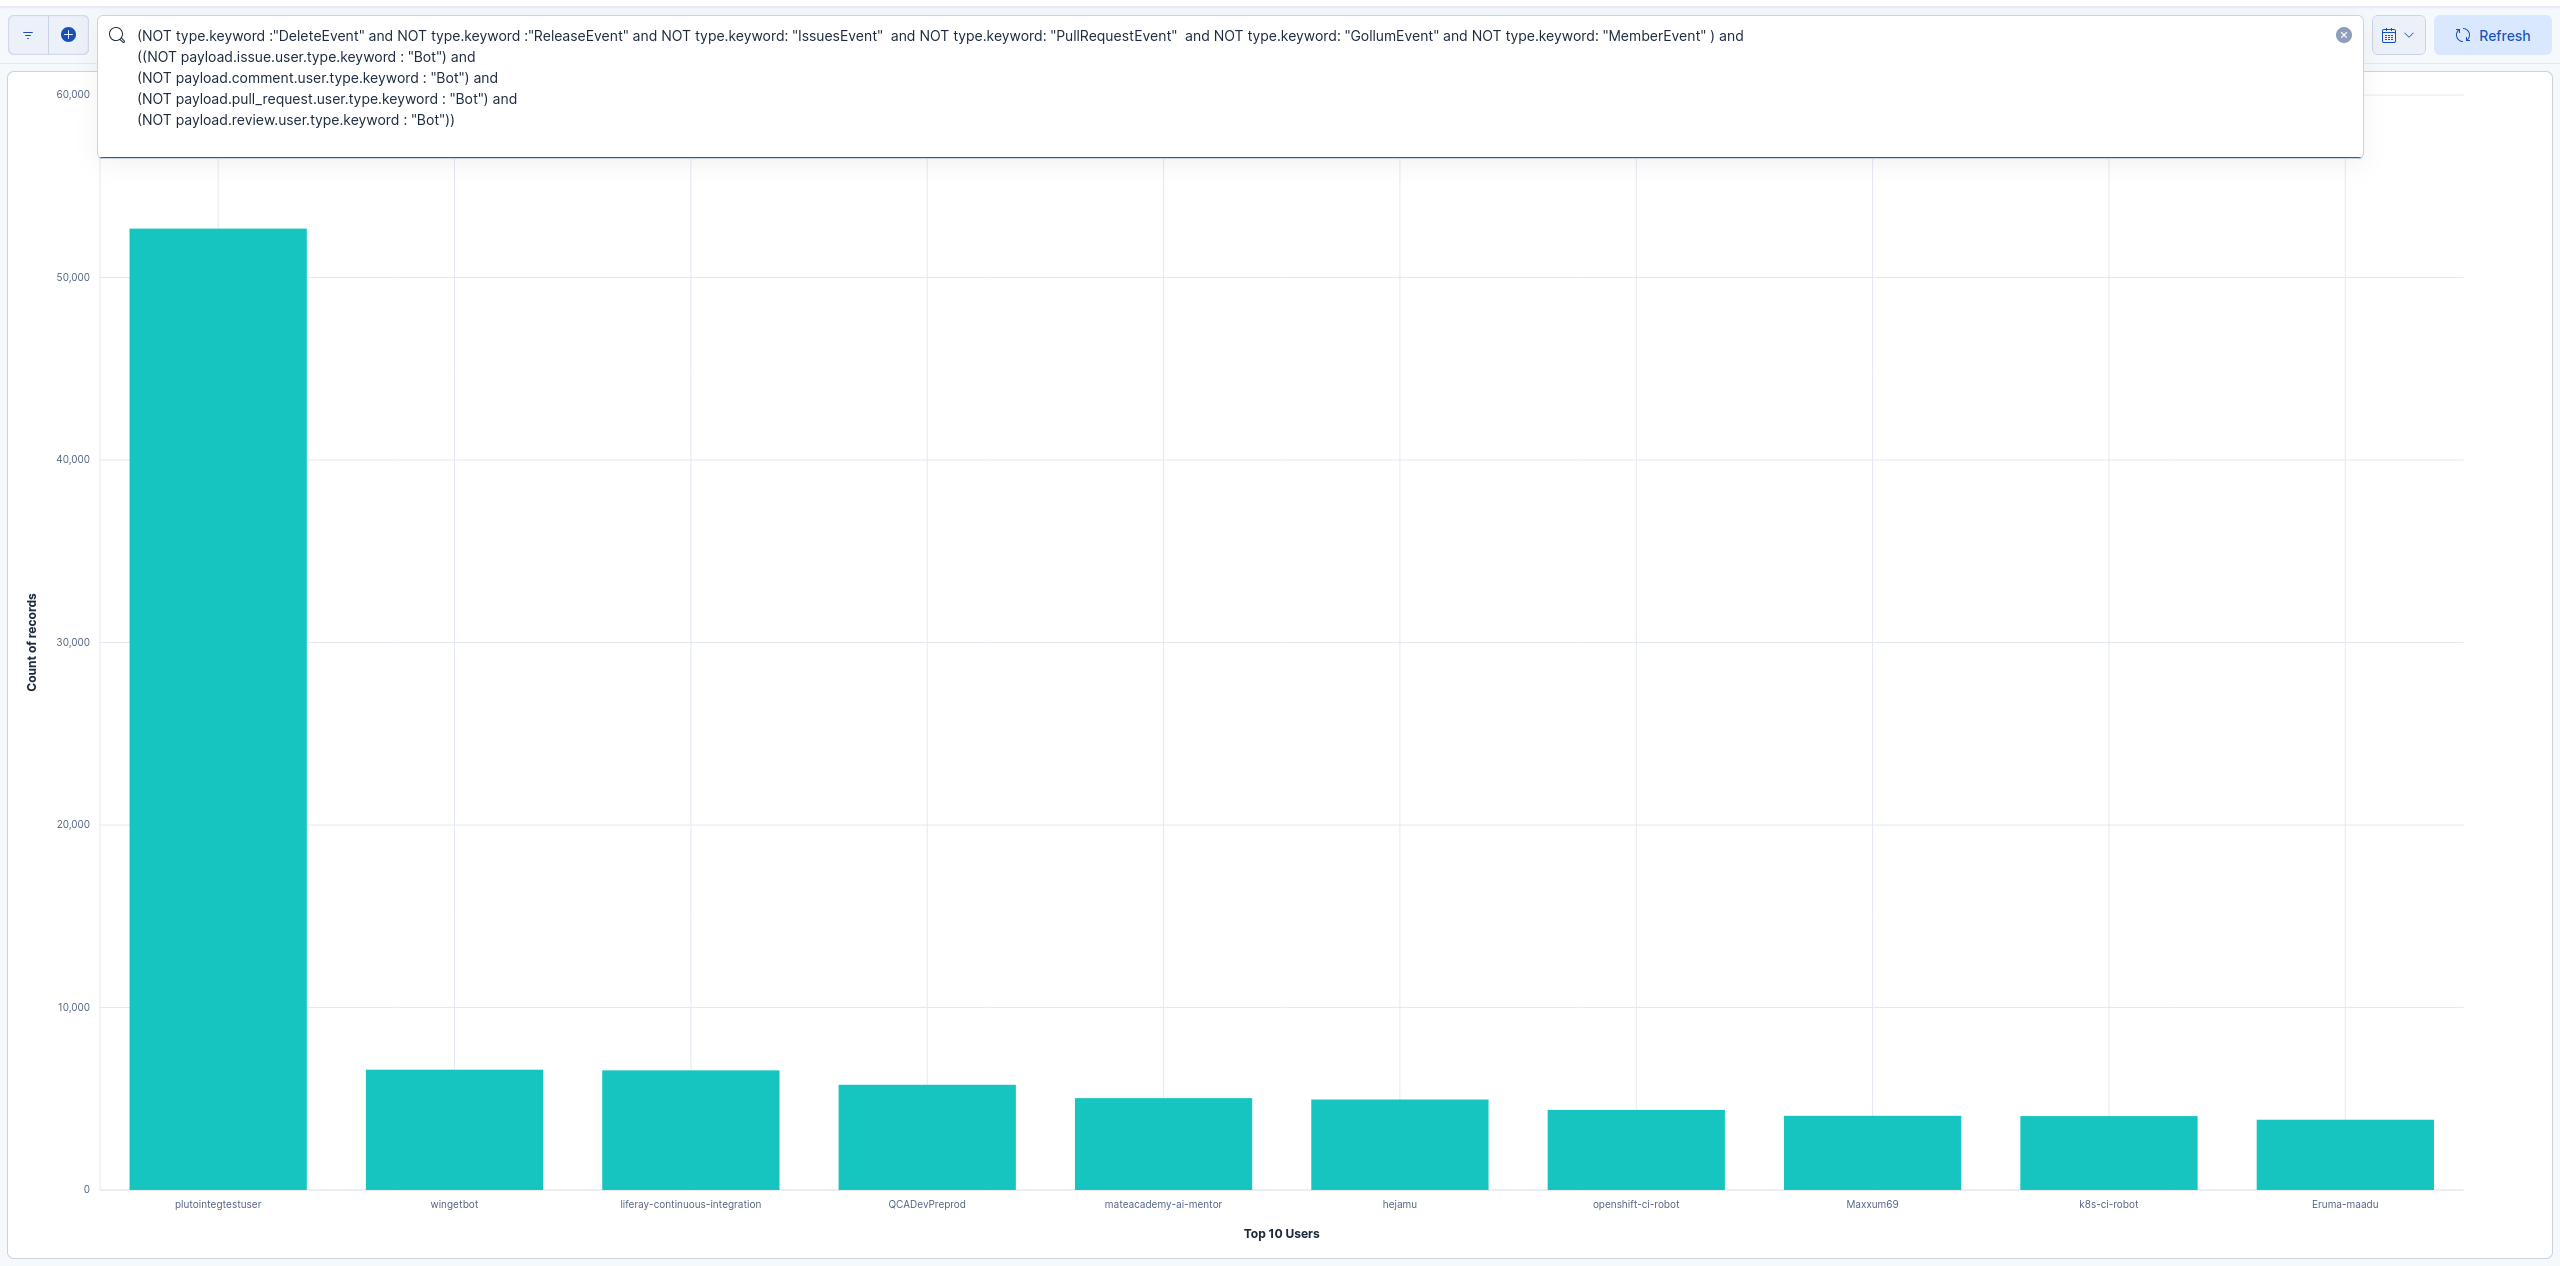 (NOT type.keyword :"DeleteEvent" and NOT type.keyword :"ReleaseEvent" and NOT type.keyword: "IssuesEvent"  and NOT type.keyword: "PullRequestEvent"  and NOT type.keyword: "GollumEvent" and NOT type.keyword: "MemberEvent" ) and
((NOT payload.issue.user.type.keyword : "Bot") and
(NOT payload.comment.user.type.keyword : "Bot") and
(NOT payload.pull_request.user.type.keyword : "Bot") and
(NOT payload.review.user.type.keyword : "Bot"))
Refresh
60,000
50,000
40,000
30,000
20,000
10,000
0
Count of records
plutointegtestuser
wingetbot
liferay-continuous-integration
QCADevPreprod
mateacademy-ai-mentor
hejamu
openshift-ci-robot
Maxxum69
k8s-ci-robot
Eruma-maadu
Top 10 Users